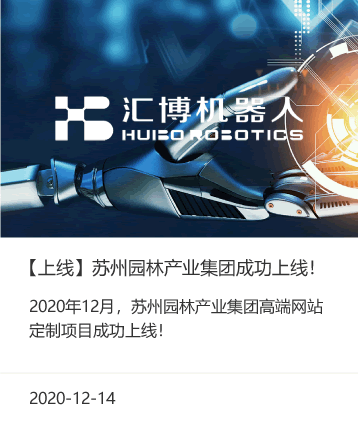 汇博机器人
HUIBO ROBOTICS
【上线】苏州园林产业集团成功上线！
2020年12月，苏州园林产业集团高端网站
定制项目成功上线！
2020-12-14